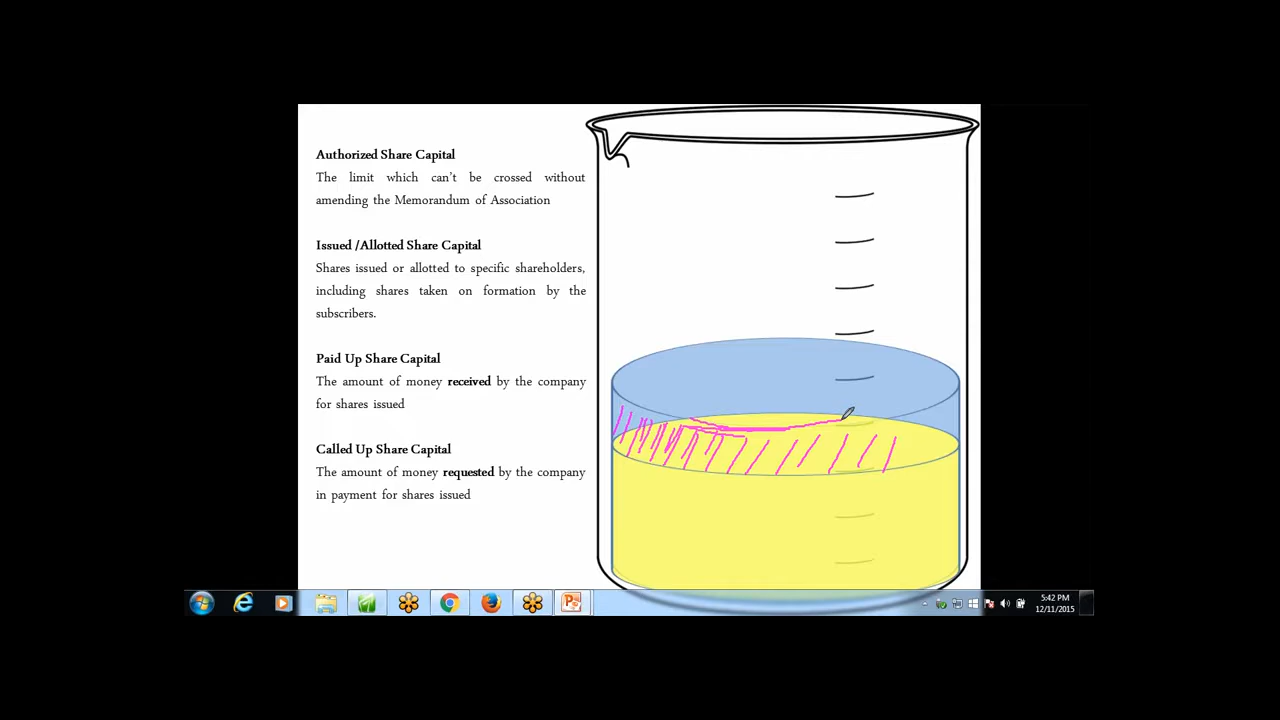 Authorized Share Capital
The limit which can't be crossed without
amending the Memorandum of Association
Issued /Allotted Share Capital
Shares issued or allotted to specific shareholders,
including shares taken on formation by the
subscribers.
Paid Up Share Capital
The amount of money received by the company
for shares issued
Called Up Share Capital
The amount of money requested by the company
in payment for shares issued
5:42 PM
12/11/2015